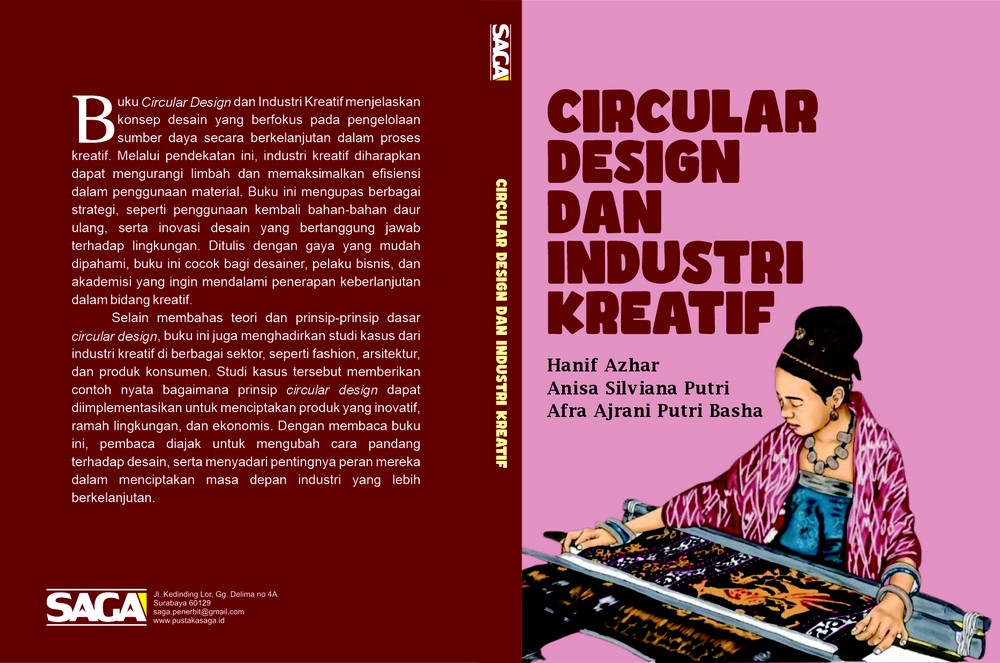 Buku Circular Design dan Industri Kreatif menjelaskan
konsep desain yang berfokus pada pengelolaan
sumber daya secara berkelanjutan dalam proses
kreatif. Melalui pendekatan ini, industri kreatif diharapkan
dapat mengurangi limbah dan memaksimalkan efisiensi
dalam penggunaan material. Buku ini mengupas berbagai
strategi, seperti penggunaan kembali bahan-bahan daur
ulang, serta inovasi desain yang bertanggung jawab
terhadap lingkungan. Ditulis dengan gaya yang mudah
dipahami, buku ini cocok bagi desainer, pelaku bisnis, dan
akademisi yang ingin mendalami penerapan keberlanjutan
dalam bidang kreatif.
Selain membahas teori dan prinsip-prinsip dasar
circular design, buku ini juga menghadirkan studi kasus dari
industri kreatif di berbagai sektor, seperti fashion, arsitektur,
dan produk konsumen. Studi kasus tersebut memberikan
contoh nyata bagaimana prinsip circular design dapat
diimplementasikan untuk menciptakan produk yang inovatif,
ramah lingkungan, dan ekonomis. Dengan membaca buku
ini, pembaca diajak untuk mengubah cara pandang
terhadap desain, serta menyadari pentingnya peran mereka
dalam menciptakan masa depan industri yang lebih
berkelanjutan.
SAGA
Jl. Kedinding Lor, Gg. Delima no 4A
Surabaya 60129
saga.penerbit@gmail.com
www.pustakasaga.id
SAGA
CIRCULAR DESIGN DAN INDUSTRI KREATIF
CIRCULAR
DESIGN
DAN
INDUSTRI
KREATIF
Hanif Azhar
Anisa Silviana Putri
Afra Ajrani Putri Basha